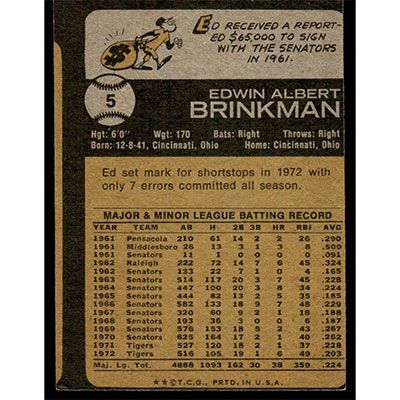 ED RECEIVED A REPORT-
ED $65,000 TO SIGN
WITH THE SENATORS
IN 1961.
5
EDWIN ALBERT
BRINKMAN
Hgt: 6'0" Wgt: 170 Bats: Right Throws: Right
Born: 12-8-41, Cincinnati, Ohio Home: Cincinnati, Ohio
Ed set mark for shortstops in 1972 with
only 7 errors committed all season.
MAJOR & MINOR LEAGUE BATTING RECORD
YEAR TEAM AB H 2B 3B HR RBI AVG
1961 Pensacola 210 61 14 2 2 26 .290
1961 Middlesboro 26 13 3 0 1 8 .500
1961 Senators 11 1 0 0 0 0 .091
1962 Raleigh 222 72 14 7 6 45 .324
1962 Senators 133 22 7 1 0 4 .165
1963 Senators 514 117 20 3 7 45 .228
1964 Senators 447 100 20 3 8 34 .224
1965 Senators 444 82 13 2 5 35 .185
1966 Senators 582 133 18 9 7 48 .229
1967 Senators 320 60 9 2 1 18 .188
1968 Senators 193 36 3 0 0 6 .187
1969 Senators 576 153 18 5 2 43 .266
1970 Senators 625 164 17 2 1 40 .262
1971 Tigers 527 120 18 2 1 37 .228
1972 Tigers 516 105 19 1 6 49 .203
Maj. Lg. Tot. 4888 1093 162 30 38 359 .224
★★©T.C.G., PRTD. IN U.S.A.